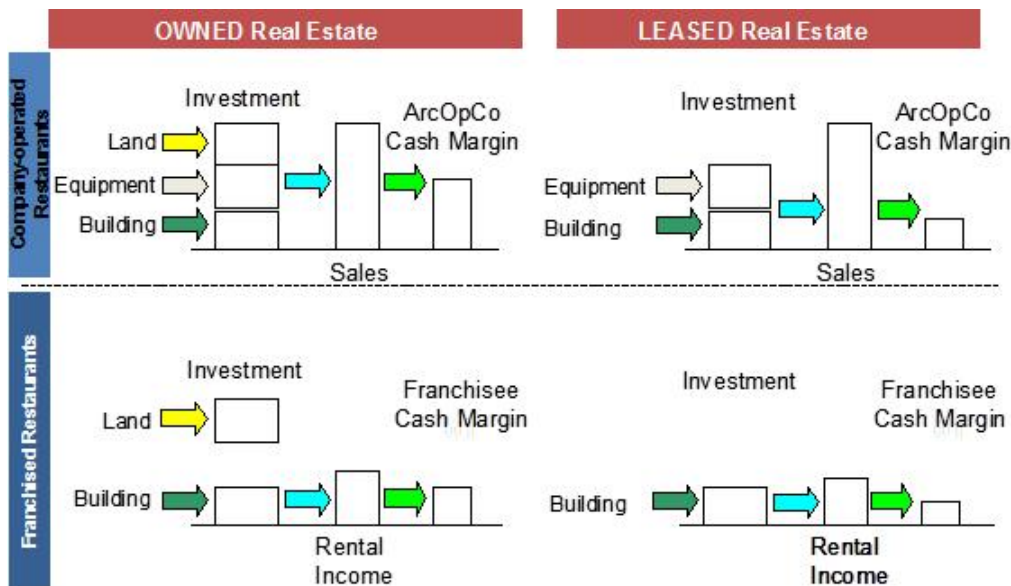 OWNED Real Estate
LEASED Real Estate
Company-operated
Restaurants
Investment
ArcOpCo
Cash Margin
Land
Equipment
Building
Sales
Investment
ArcOpCo
Cash Margin
Equipment
Building
Sales
Franchised Restaurants
Investment
Franchisee
Cash Margin
Land
Building
Rental
Income
Investment
Franchisee
Cash Margin
Building
Rental
Income